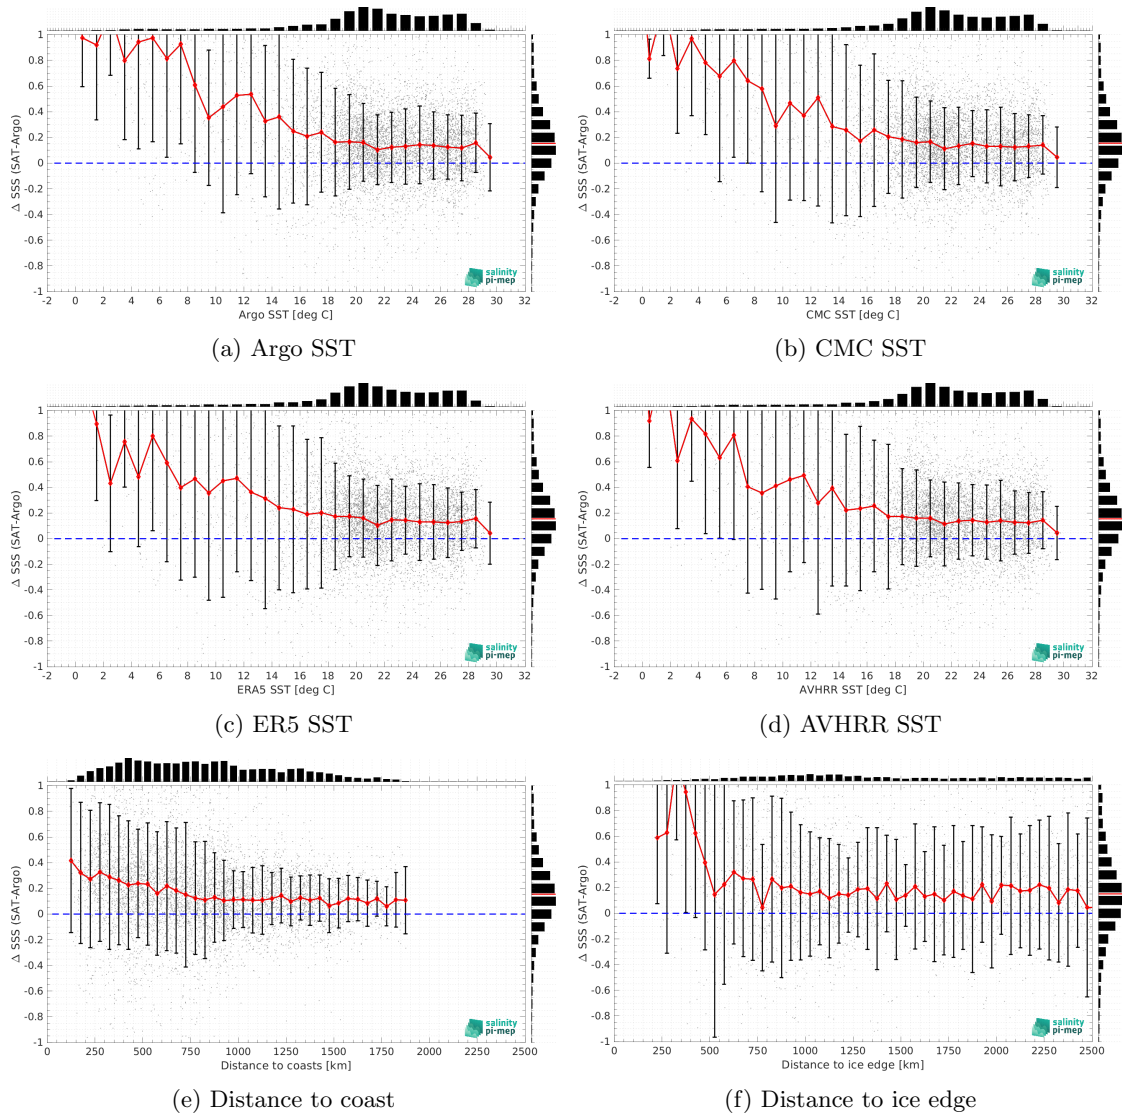 1
0.8
0.6
0.4
0.2
0
-0.2
-0.4
-0.6
-0.8
-1
Δ SSS (SAT-Argo)
salinity
pi-mep
-2 0 2 4 6 8 10 12 14 16 18 20 22 24 26 28 30 32
Argo SST [deg C]
(a) Argo SST
1
0.8
0.6
0.4
0.2
0
-0.2
-0.4
-0.6
-0.8
-1
Δ SSS (SAT-Argo)
salinity
pi-mep
-2 0 2 4 6 8 10 12 14 16 18 20 22 24 26 28 30 32
CMC SST [deg C]
(b) CMC SST
1
0.8
0.6
0.4
0.2
0
-0.2
-0.4
-0.6
-0.8
-1
Δ SSS (SAT-Argo)
salinity
pi-mep
-2 0 2 4 6 8 10 12 14 16 18 20 22 24 26 28 30 32
ERA5 SST [deg C]
(c) ER5 SST
1
0.8
0.6
0.4
0.2
0
-0.2
-0.4
-0.6
-0.8
-1
Δ SSS (SAT-Argo)
salinity
pi-mep
-2 0 2 4 6 8 10 12 14 16 18 20 22 24 26 28 30 32
AVHRR SST [deg C]
(d) AVHRR SST
1
0.8
0.6
0.4
0.2
0
-0.2
-0.4
-0.6
-0.8
-1
Δ SSS (SAT-Argo)
salinity
pi-mep
0 250 500 750 1000 1250 1500 1750 2000 2250 2500
Distance to coasts [km]
(e) Distance to coast
1
0.8
0.6
0.4
0.2
0
-0.2
-0.4
-0.6
-0.8
-1
Δ SSS (SAT-Argo)
salinity
pi-mep
0 250 500 750 1000 1250 1500 1750 2000 2250 2500
Distance to ice edge [km]
(f) Distance to ice edge